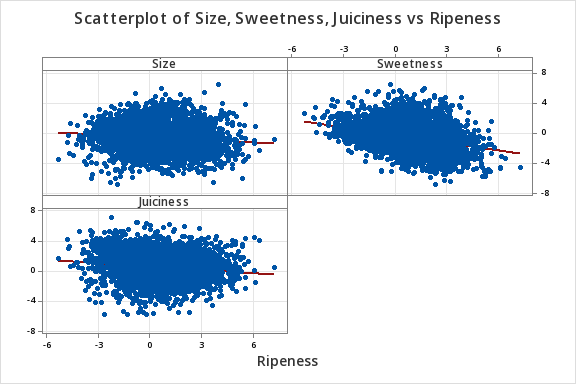 Scatterplot of Size, Sweetness, Juiciness vs Ripeness
-6 -3 0 3 6
Size Sweetness
8
4
0
-4
-8
Juiciness
8
4
0
-4
-8
-6 -3 0 3 6
Ripeness